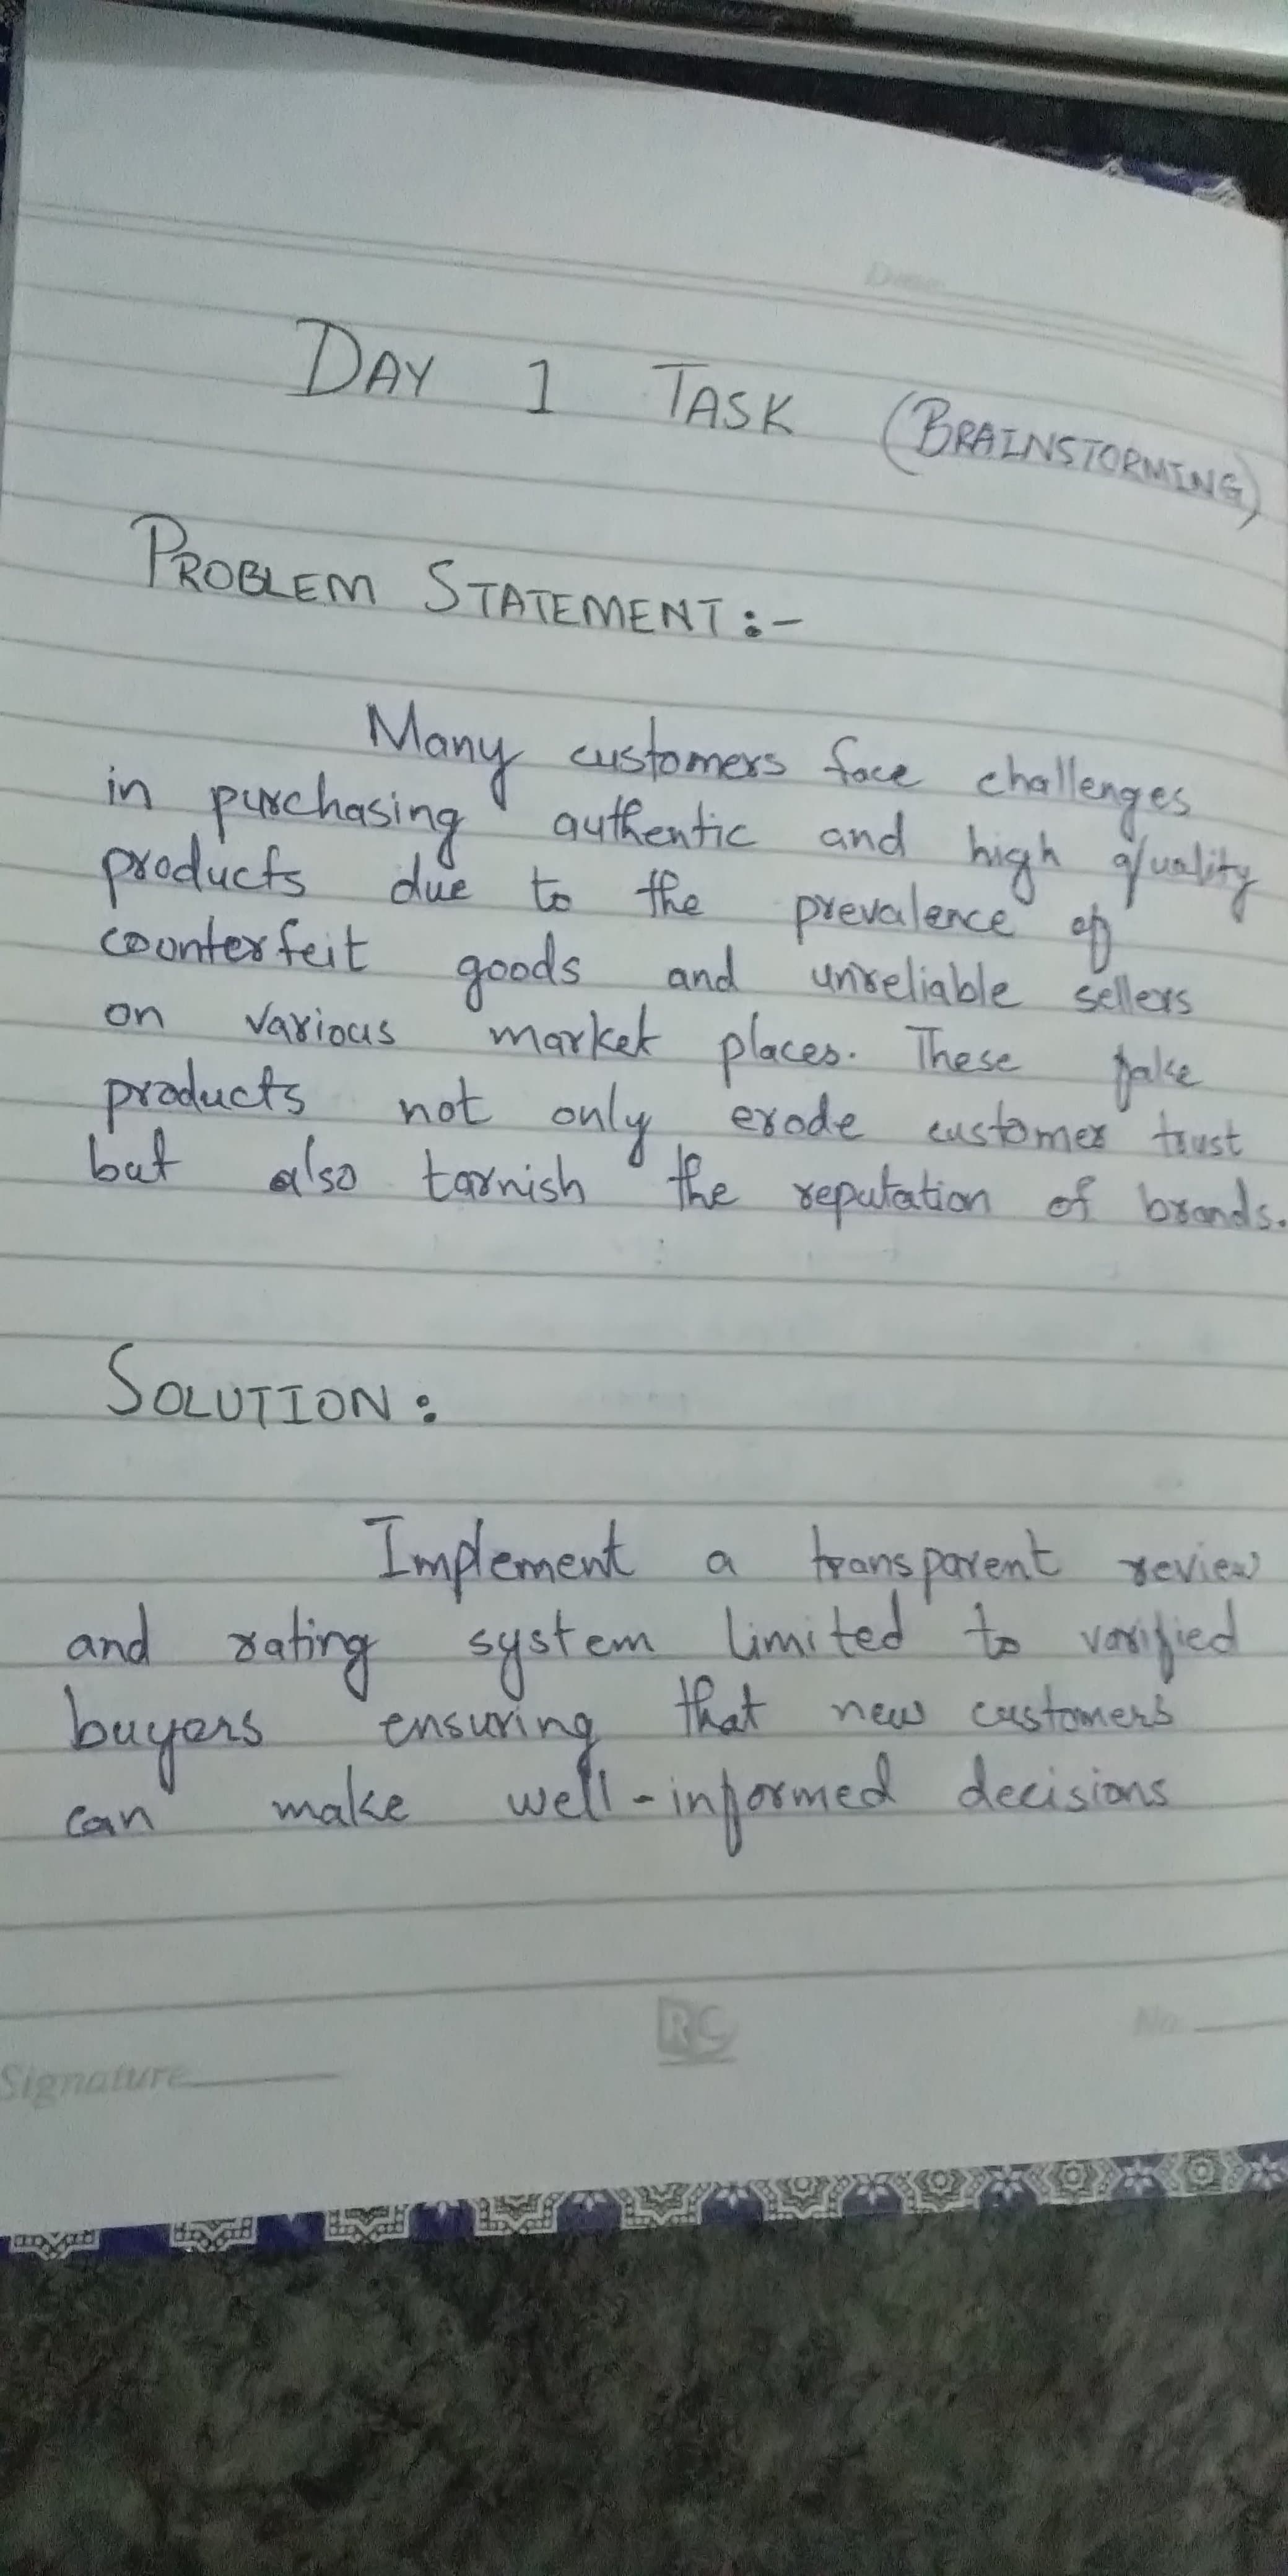 DAY 1 TASK (BRAINSTORMING)
PROBLEM STATEMENT :-
Many customers face challenges
in purchasing authentic and high quality
products due to the prevalence of
counterfeit goods and unreliable sellers
on various market places. These fake
products not only erode customer trust
but also tarnish the reputation of brands.
SOLUTION :
Implement a transparent review
and rating system limited to varified
buyers ensuring that new customers
can make well-informed decisions
RC
No.
Signature